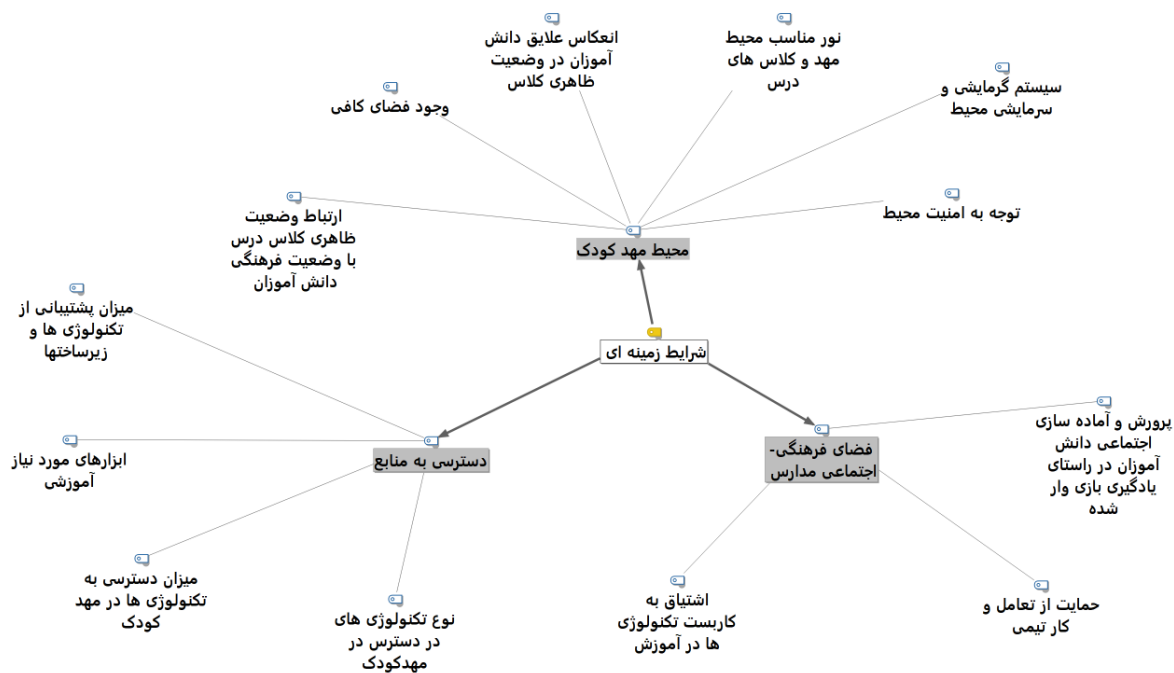 انعکاس علایق دانش
آموزان در وضعیت
ظاهری کلاس
نور مناسب محیط
مهد و کلاس های
درس
سیستم گرمایشی و
سرمایشی محیط
وجود فضای کافی
توجه به امنیت محیط
ارتباط وضعیت
ظاهری کلاس درس
با وضعیت فرهنگی
دانش آموزان
محیط مهد کودک
میزان پشتیبانی از
تکنولوژی ها و
زیرساختها
شرایط زمینه ای
پرورش و آماده سازی
اجتماعی دانش
آموزان در راستای
یادگیری بازی وار
شده
فضای فرهنگی-
اجتماعی مدارس
دسترسی به منابع
ابزارهای مورد نیاز
آموزشی
میزان دسترسی به
تکنولوژی ها در مهد
کودک
نوع تکنولوژی های
در دسترس در
مهدکودک
اشتیاق به
کاربست تکنولوژی
ها در آموزش
حمایت از تعامل و
کار تیمی